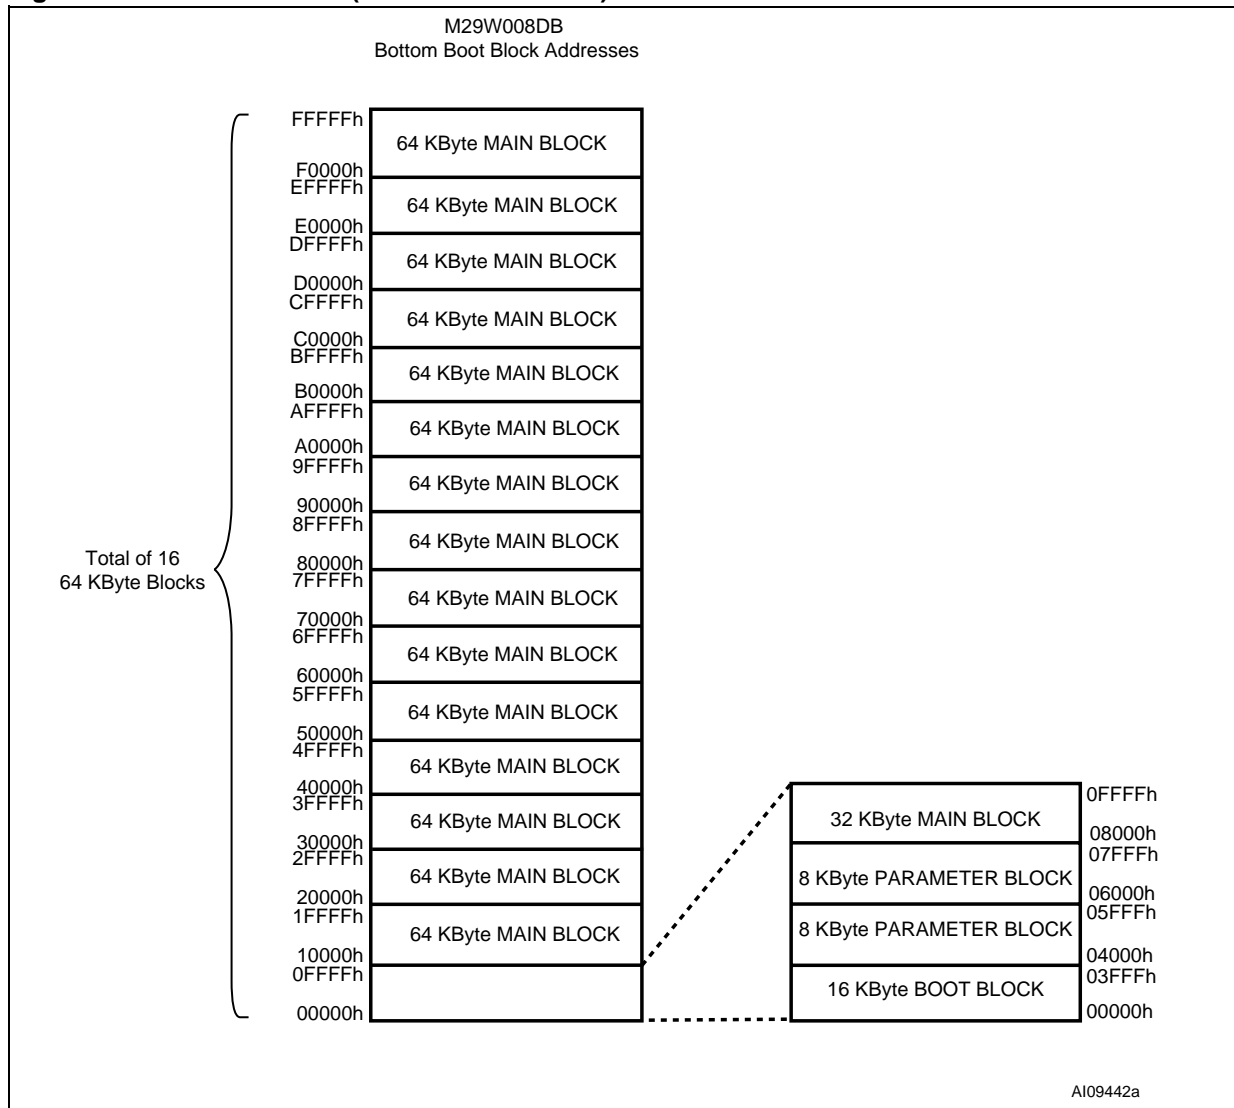 M29W008DB
Bottom Boot Block Addresses
FFFFFh
64 KByte MAIN BLOCK
F0000h
EFFFFh
64 KByte MAIN BLOCK
E0000h
DFFFFh
64 KByte MAIN BLOCK
D0000h
CFFFFh
64 KByte MAIN BLOCK
C0000h
BFFFFh
64 KByte MAIN BLOCK
B0000h
AFFFFh
64 KByte MAIN BLOCK
A0000h
9FFFFh
64 KByte MAIN BLOCK
90000h
8FFFFh
64 KByte MAIN BLOCK
80000h
7FFFFh
64 KByte MAIN BLOCK
70000h
6FFFFh
64 KByte MAIN BLOCK
60000h
5FFFFh
64 KByte MAIN BLOCK
50000h
4FFFFh
64 KByte MAIN BLOCK
40000h
3FFFFh
64 KByte MAIN BLOCK
30000h
2FFFFh
64 KByte MAIN BLOCK
20000h
1FFFFh
64 KByte MAIN BLOCK
10000h
0FFFFh
00000h
Total of 16
64 KByte Blocks
0FFFFh
32 KByte MAIN BLOCK
08000h
07FFFh
8 KByte PARAMETER BLOCK
06000h
05FFFh
8 KByte PARAMETER BLOCK
04000h
03FFFh
16 KByte BOOT BLOCK
00000h
AI09442a